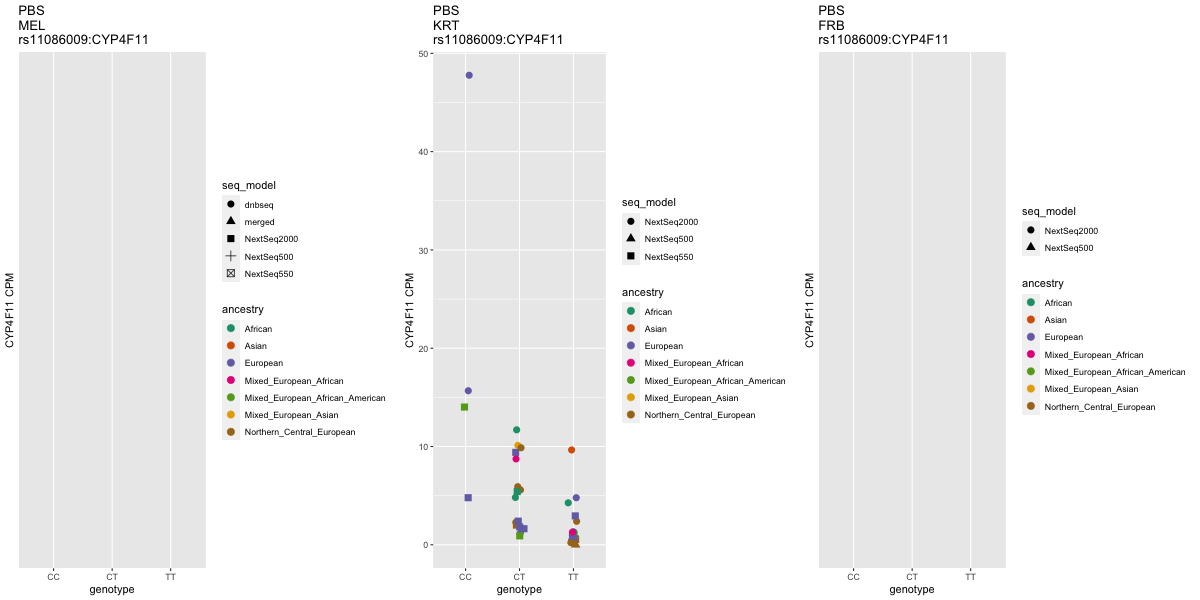 PBS
MEL
rs11086009:CYP4F11
CYP4F11 CPM
CC
CT
TT
genotype
seq_model
dnbseq
merged
NextSeq2000
NextSeq500
NextSeq550
ancestry
African
Asian
European
Mixed_European_African
Mixed_European_African_American
Mixed_European_Asian
Northern_Central_European
PBS
KRT
rs11086009:CYP4F11
CYP4F11 CPM
50
40
30
20
10
0
CC
CT
TT
genotype
seq_model
NextSeq2000
NextSeq500
NextSeq550
ancestry
African
Asian
European
Mixed_European_African
Mixed_European_African_American
Mixed_European_Asian
Northern_Central_European
PBS
FRB
rs11086009:CYP4F11
CYP4F11 CPM
CC
CT
TT
genotype
seq_model
NextSeq2000
NextSeq500
ancestry
African
Asian
European
Mixed_European_African
Mixed_European_African_American
Mixed_European_Asian
Northern_Central_European